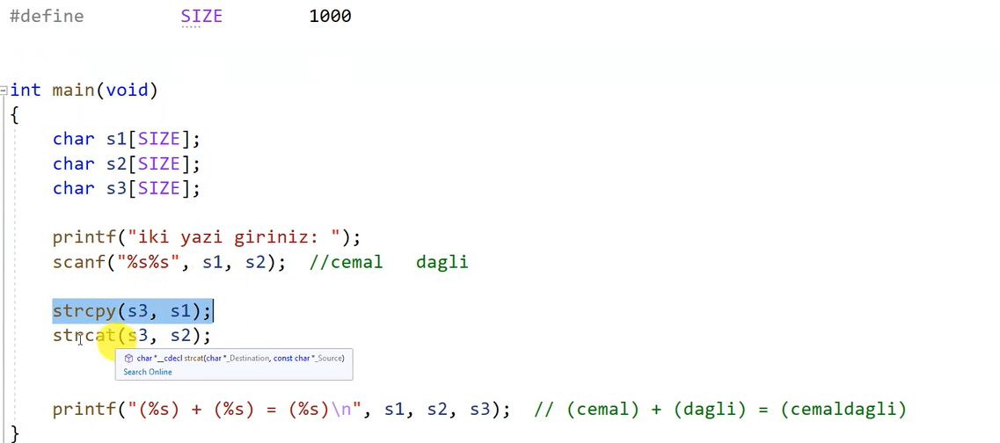 #define SIZE 1000
int main(void)
{
char s1[SIZE];
char s2[SIZE];
char s3[SIZE];
printf("iki yazi giriniz: ");
scanf("%s%s", s1, s2); //cemal dagli
strcpy(s3, s1);
strcat(s3, s2);
char *__cdecl strcat(char *_Destination, const char *_Source)
Search Online
printf("(%s) + (%s) = (%s)\n", s1, s2, s3); // (cemal) + (dagli) = (cemaldagli)
}